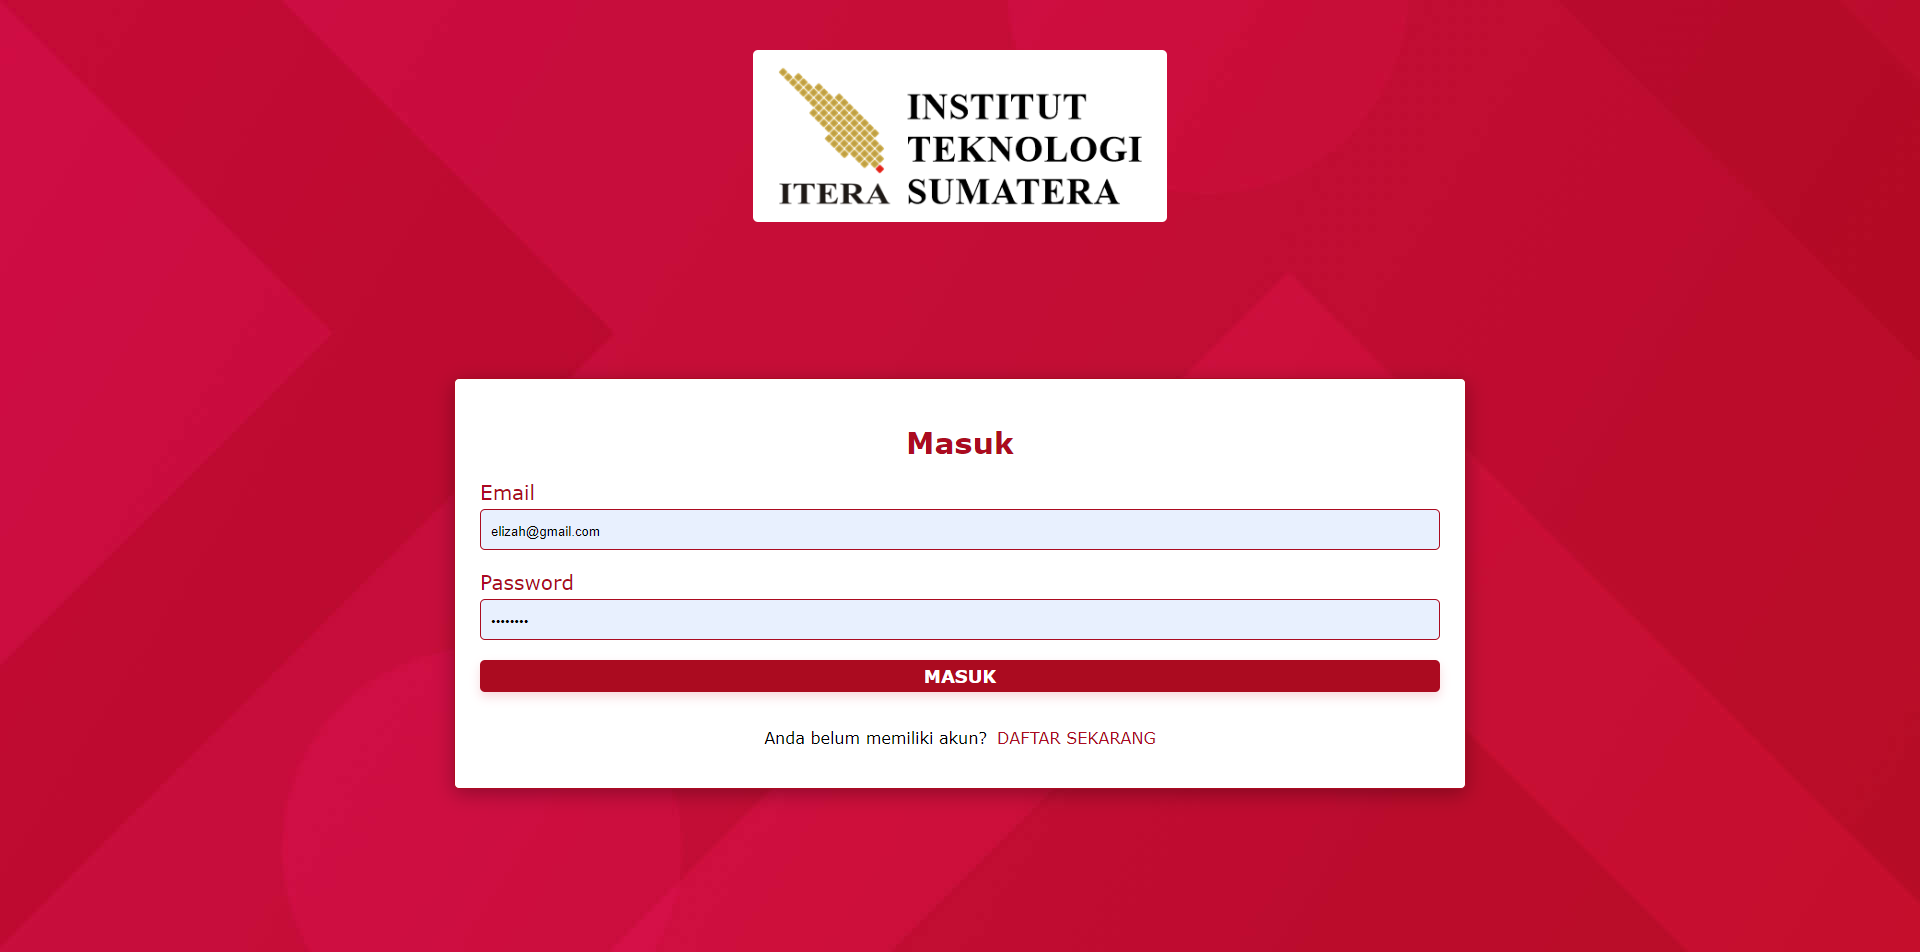 INSTITUT
TEKNOLOGI
SUMATERA
ITERA
Masuk
Email
elizah@gmail.com
Password
••••••••
MASUK
Anda belum memiliki akun? DAFTAR SEKARANG